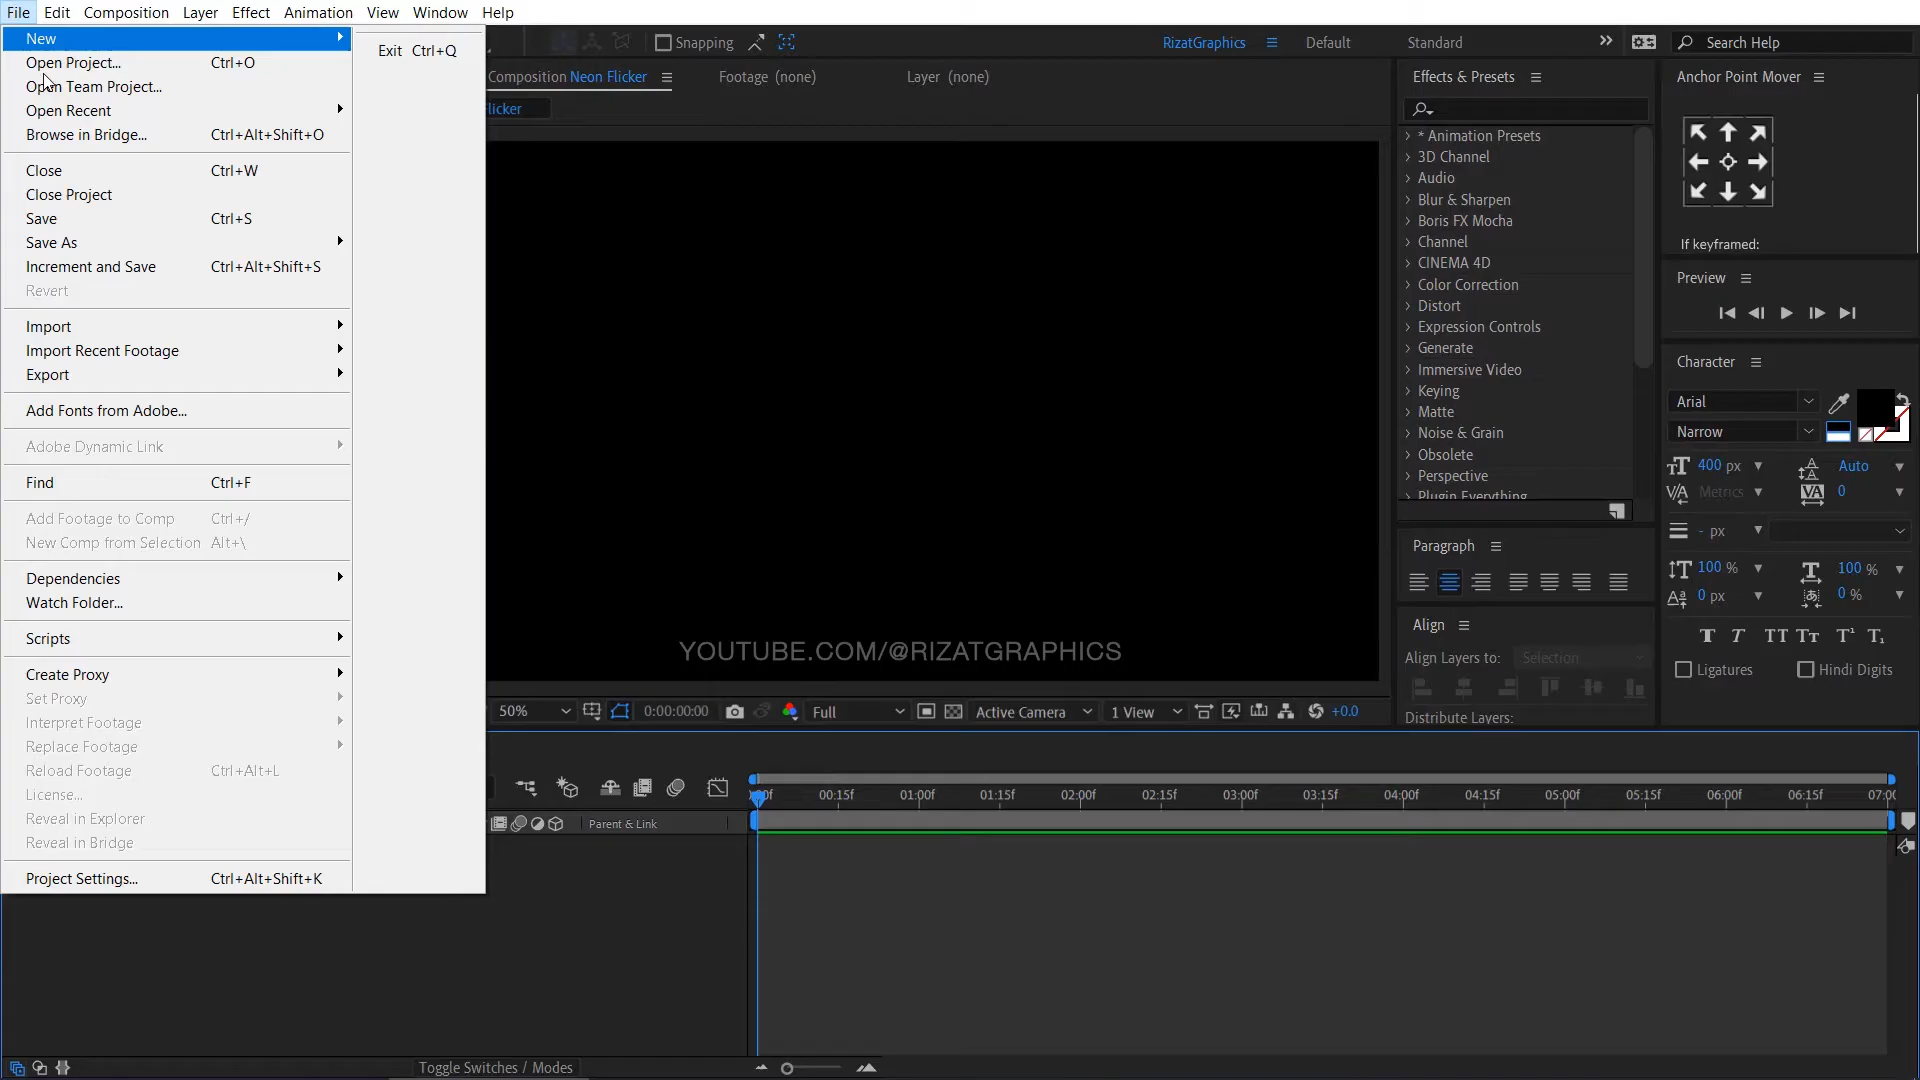 File Edit Composition Layer Effect Animation View Window Help
New
Exit Ctrl+Q
Open Project... Ctrl+O
Open Team Project...
Open Recent
Browse in Bridge... Ctrl+Alt+Shift+O
Close Ctrl+W
Close Project
Save Ctrl+S
Save As
Increment and Save Ctrl+Alt+Shift+S
Revert
Import
Import Recent Footage
Export
Add Fonts from Adobe...
Adobe Dynamic Link
Find Ctrl+F
Add Footage to Comp Ctrl+/
New Comp from Selection Alt+\
Dependencies
Watch Folder...
Scripts
Create Proxy
Set Proxy
Interpret Footage
Replace Footage
Reload Footage Ctrl+Alt+L
License...
Reveal in Explorer
Reveal in Bridge
Project Settings... Ctrl+Alt+Shift+K
Snapping
RizatGraphics Default Standard
Search Help
Composition Neon Flicker Footage (none) Layer (none)
licker
YOUTUBE.COM/@RIZATGRAPHICS
50% 0:00:00:00 Full Active Camera 1 View +0.0
Effects & Presets
* Animation Presets
3D Channel
Audio
Blur & Sharpen
Boris FX Mocha
Channel
CINEMA 4D
Color Correction
Distort
Expression Controls
Generate
Immersive Video
Keying
Matte
Noise & Grain
Obsolete
Perspective
Plugin Everything
Paragraph
Align
Align Layers to: Selection
Distribute Layers:
Anchor Point Mover
If keyframed:
Preview
Character
Arial
Narrow
400 px Auto
Metrics 0
- px
100 % 100 %
0 px 0 %
T T TT Tт T¹ T₁
Ligatures Hindi Digits
00f 00:15f 01:00f 01:15f 02:00f 02:15f 03:00f 03:15f 04:00f 04:15f 05:00f 05:15f 06:00f 06:15f 07:00
Parent & Link
Toggle Switches / Modes